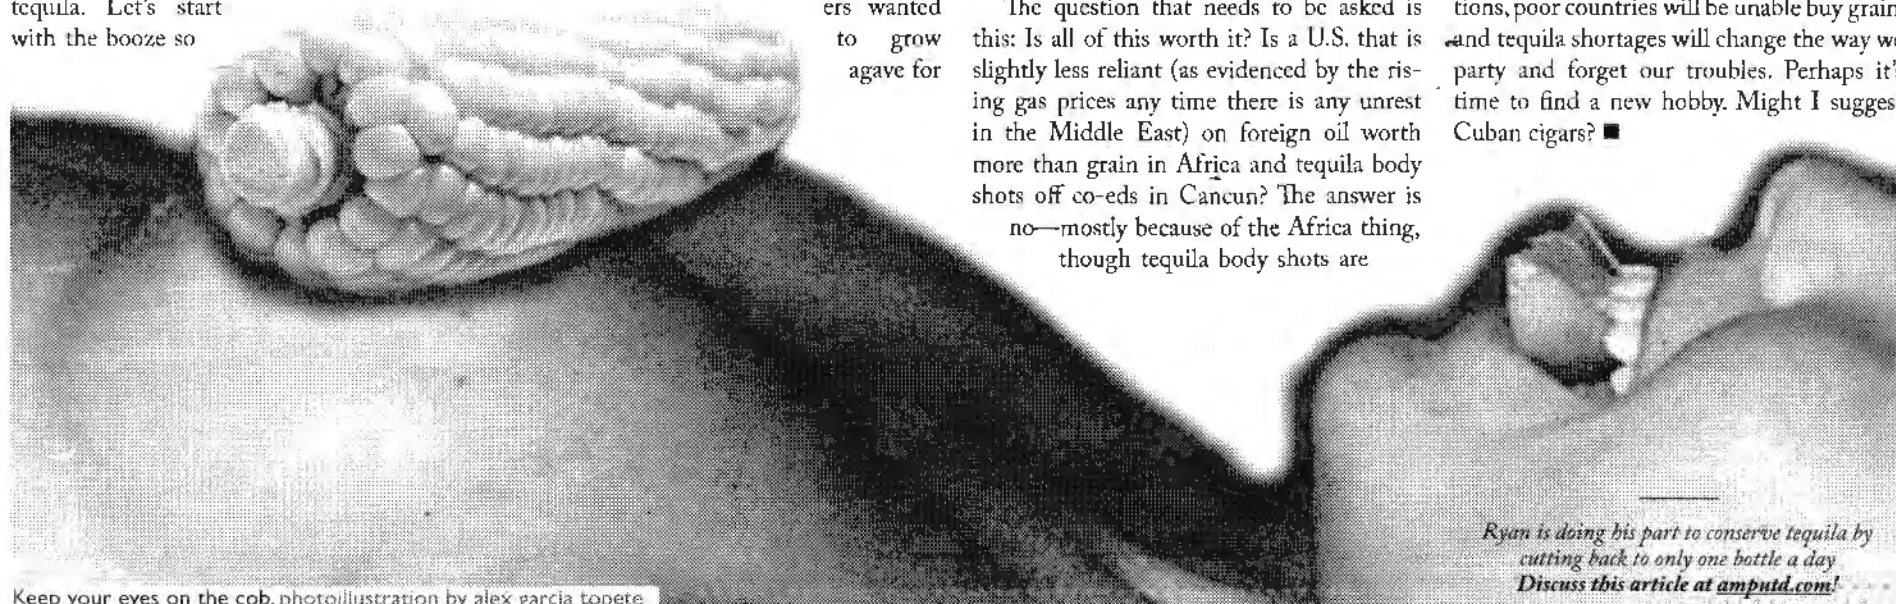 tequila. Let's start
with the booze so
ers wanted
to grow
agave for
The question that needs to be asked is
this: Is all of this worth it? Is a U.S. that is
slightly less reliant (as evidenced by the ris-
ing gas prices any time there is any unrest
in the Middle East) on foreign oil worth
more than grain in Africa and tequila body
shots off co-eds in Cancun? The answer is
no—mostly because of the Africa thing,
though tequila body shots are
tions, poor countries will be unable buy grain
and tequila shortages will change the way we
party and forget our troubles. Perhaps it's
time to find a new hobby. Might I suggest
Cuban cigars? ■
Ryan is doing his part to conserve tequila by
cutting back to only one bottle a day
Discuss this article at amputd.com!
Keep your eyes on the cob. photoillustration by alex garcia topete